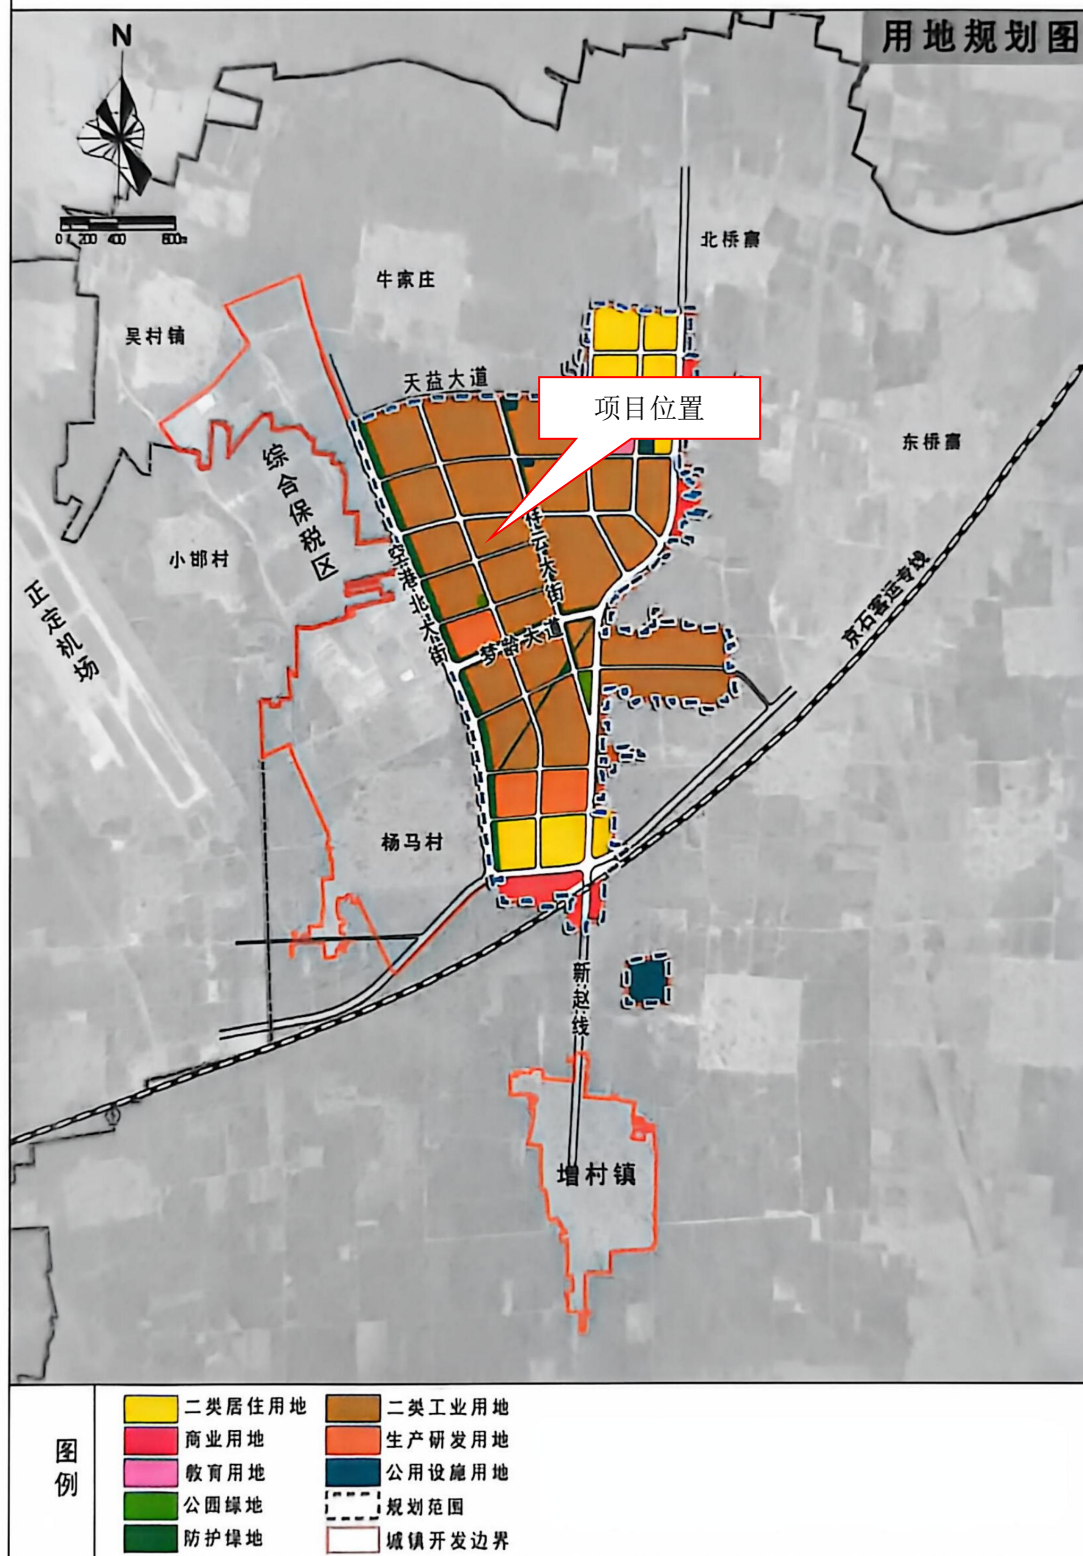 用地规划图
N
0 200 400 800m
北桥寨
牛家庄
吴村铺
天益大道
项目位置
东桥寨
综合保税区
小邯村
祥云大街
空港北大街
正定机场
京石客运专线
梦龄大道
杨马村
新赵线
增村镇
图例
二类居住用地
二类工业用地
商业用地
生产研发用地
教育用地
公用设施用地
公园绿地
规划范围
防护绿地
城镇开发边界